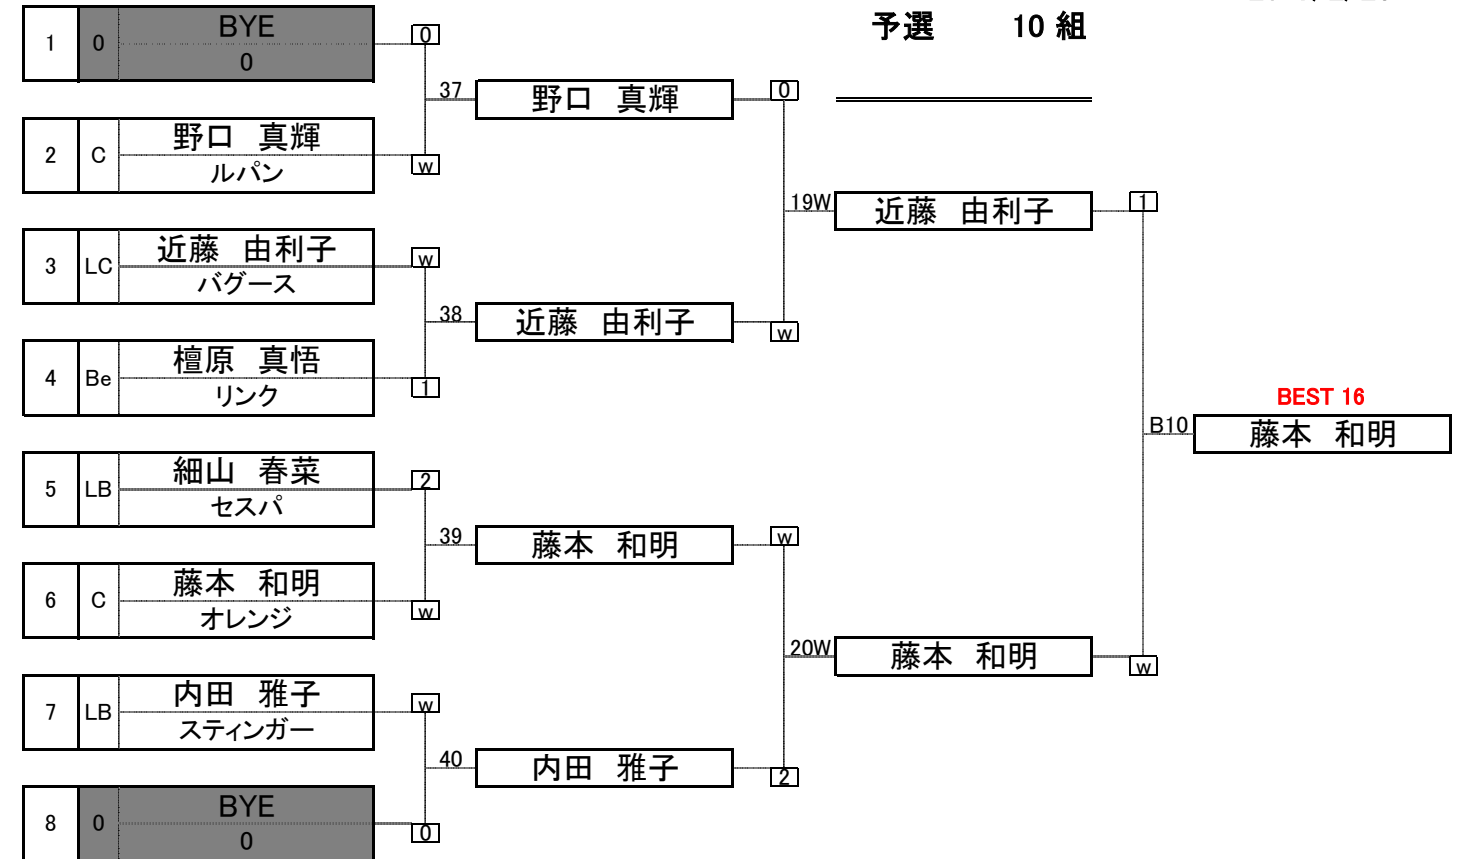 予選 10 組
1 0 BYE 0
0
37 野口 真輝 0
2 C 野口 真輝 w
ルパン
19W 近藤 由利子 1
3 LC 近藤 由利子 w
バグース
38 近藤 由利子 w
4 Be 檀原 真悟 1
リンク
BEST 16
B10 藤本 和明
5 LB 細山 春菜 2
セスパ
39 藤本 和明 w
6 C 藤本 和明 w
オレンジ
20W 藤本 和明 w
7 LB 内田 雅子 w
スティンガー
40 内田 雅子 2
8 0 BYE 0
0